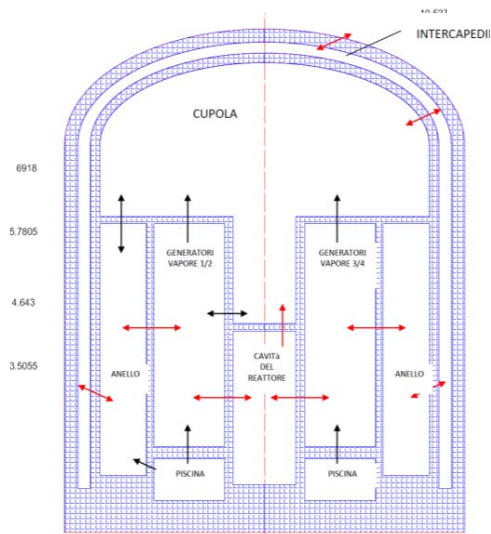 INTERCAPEDI
CUPOLA
6918
5.7805
GENERATORI
VAPORE 1/2
GENERATORI
VAPORE 3/4
4.643
3.5055
CAVITà
DEL
REATTORE
ANELLO
ANELLO
PISCINA
PISCINA